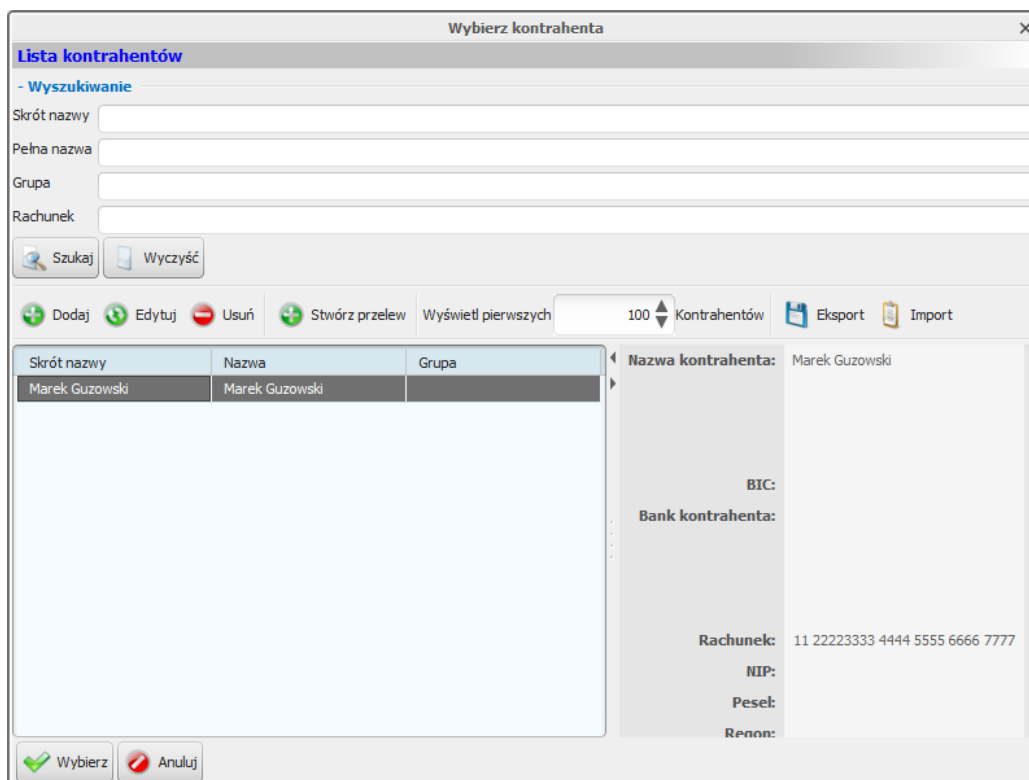 Wybierz kontrahenta
Lista kontrahentów
- Wyszukiwanie
Skrót nazwy
Pełna nazwa
Grupa
Rachunek
Szukaj Wyczyść
Dodaj Edytuj Usuń Stwórz przelew Wyświetl pierwszych 100 Kontrahentów Eksport Import
Skrót nazwy Nazwa Grupa Nazwa kontrahenta: Marek Guzowski
Marek Guzowski Marek Guzowski
BIC:
Bank kontrahenta:
Rachunek: 11 22223333 4444 5555 6666 7777
NIP:
Pesel:
Regon:
Wybierz Anuluj